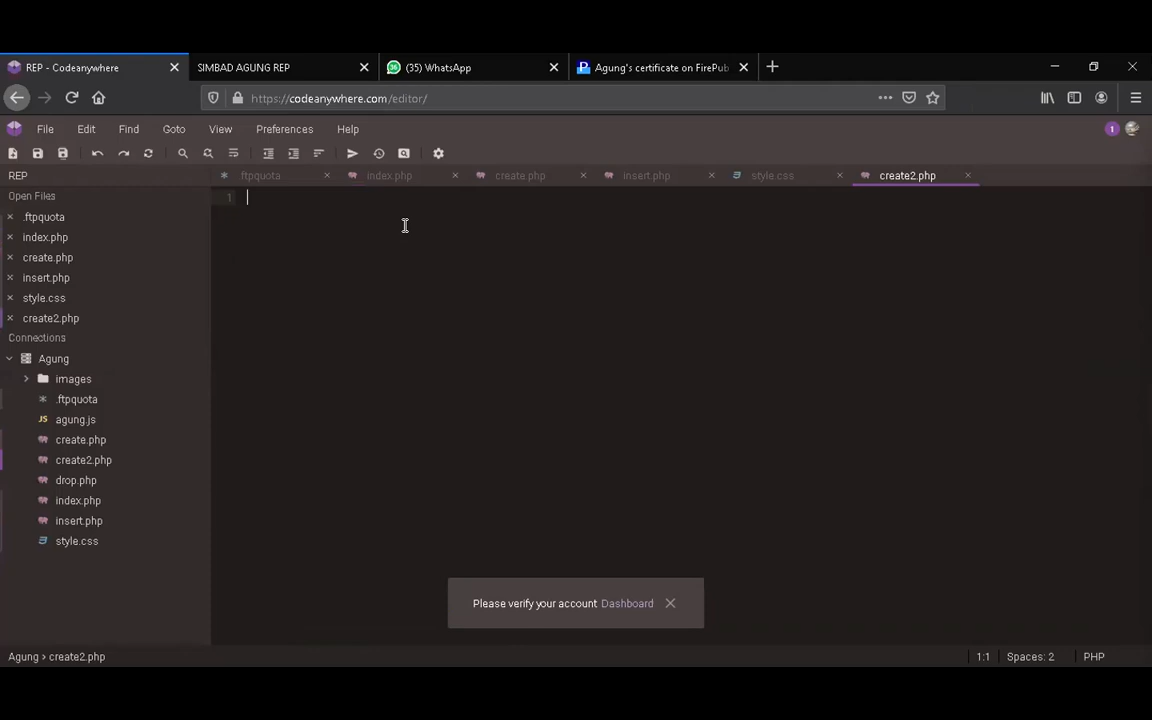 REP - Codeanywhere
SIMBAD AGUNG REP
36
(35) WhatsApp
Agung's certificate on FirePub
https://codeanywhere.com/editor/
File Edit Find Goto View Preferences Help
1
REP
ftpquota
index.php
create.php
insert.php
style.css
create2.php
Open Files
.ftpquota
index.php
create.php
insert.php
style.css
create2.php
Connections
Agung
images
.ftpquota
JS agung.js
create.php
create2.php
drop.php
index.php
insert.php
style.css
1
Please verify your account Dashboard
Agung > create2.php
1:1
Spaces: 2
PHP